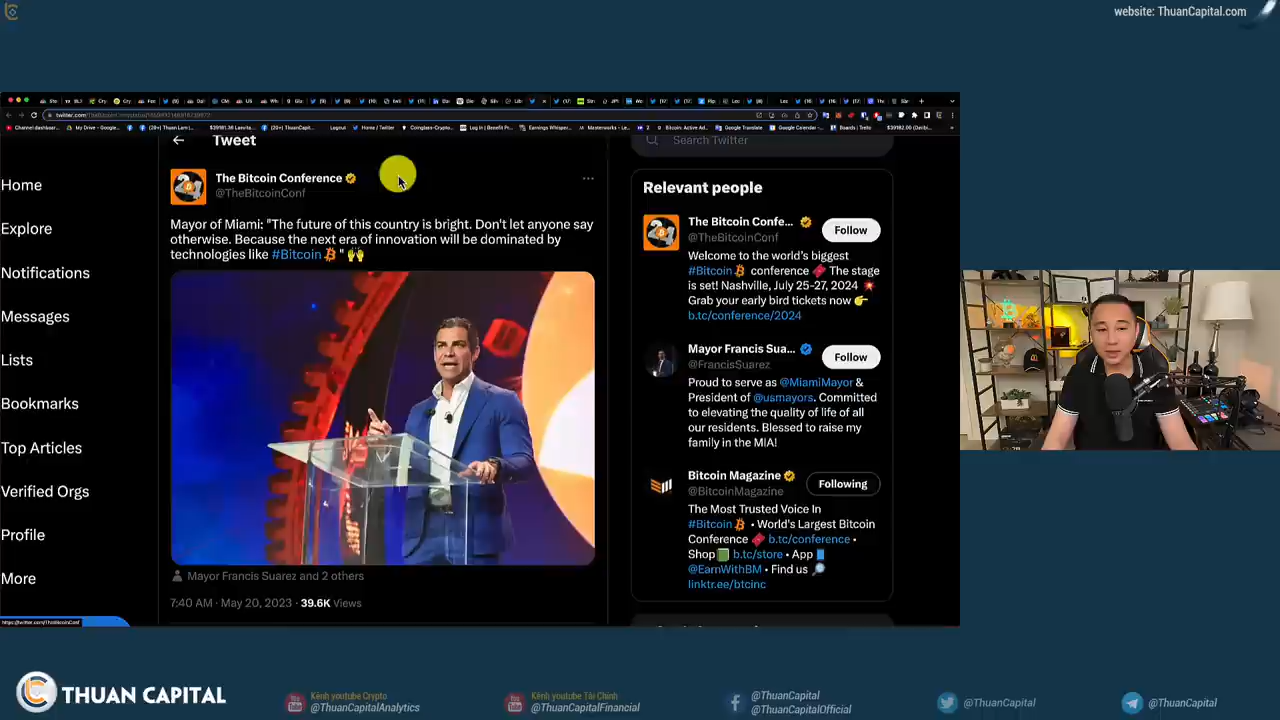 website: ThuanCapital.com
Tweet
Search Twitter
Home
Explore
Notifications
Messages
Lists
Bookmarks
Top Articles
Verified Orgs
Profile
More
The Bitcoin Conference
@TheBitcoinConf
Mayor of Miami: "The future of this country is bright. Don't let anyone say
otherwise. Because the next era of innovation will be dominated by
technologies like #Bitcoin " 🙌
Mayor Francis Suarez and 2 others
7:40 AM · May 20, 2023 · 39.6K Views
Relevant people
The Bitcoin Confe...
@TheBitcoinConf
Follow
Welcome to the world's biggest
#Bitcoin conference The stage
is set! Nashville, July 25-27, 2024 💥
Grab your early bird tickets now 👉
b.tc/conference/2024
Mayor Francis Sua...
@FrancisSuarez
Follow
Proud to serve as @MiamiMayor &
President of @usmayors. Committed
to elevating the quality of life of all
our residents. Blessed to raise my
family in the MIA!
Bitcoin Magazine
@BitcoinMagazine
Following
The Most Trusted Voice In
#Bitcoin • World's Largest Bitcoin
Conference b.tc/conference •
Shop b.tc/store • App
@EarnWithBM • Find us 🔎
linktr.ee/btcinc
THUAN CAPITAL
Kênh youtube Crypto
@ThuanCapitalAnalytics
Kênh youtube Tài Chính
@ThuanCapitalFinancial
@ThuanCapital
@ThuanCapitalOfficial
@ThuanCapital
@ThuanCapital